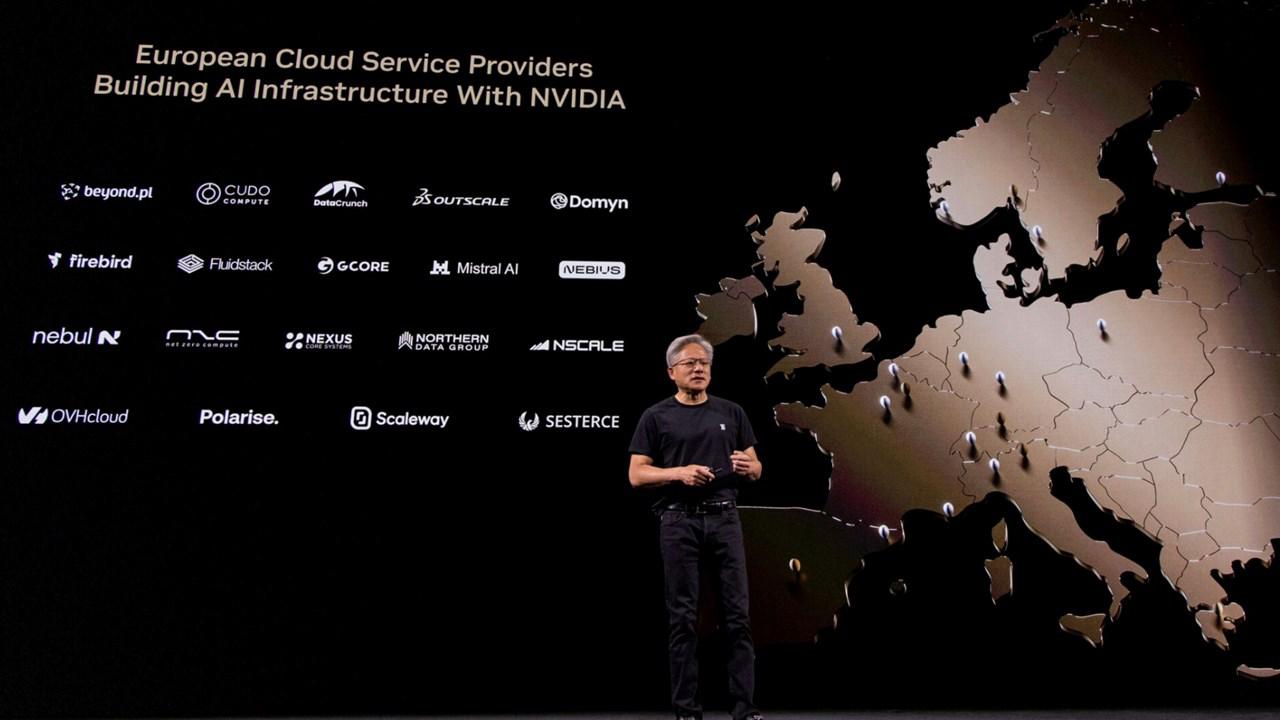 European Cloud Service Providers
Building AI Infrastructure With NVIDIA
beyond.pl CUDO COMPUTE DataCrunch OUTSCALE Domyn
firebird Fluidstack GCORE Mistral AI NEBIUS
nebul nzc net zero compute NEXUS CORE SYSTEMS NORTHERN DATA GROUP NSCALE
OVHcloud Polarise. Scaleway SESTERCE